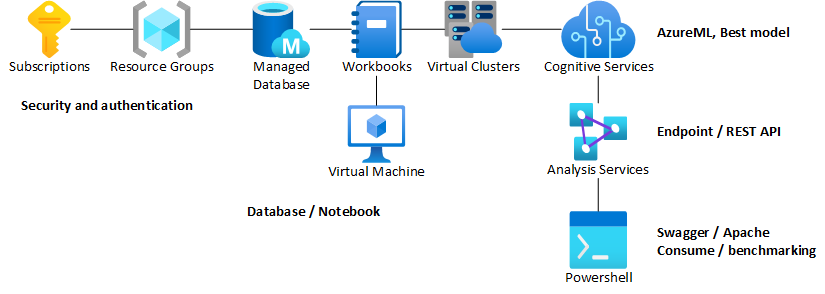 AzureML, Best model
Subscriptions
Resource Groups
Managed
Database
M
Workbooks
Virtual Clusters
Cognitive Services
Security and authentication
Endpoint / REST API
Virtual Machine
Analysis Services
Database / Notebook
Swagger / Apache
Consume / benchmarking
>_
Powershell